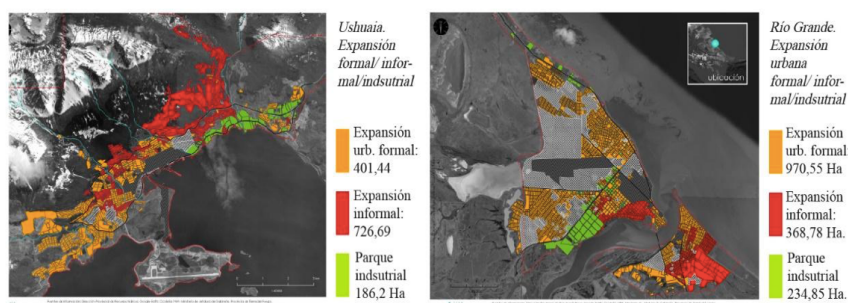 Ushuaia.
Expansión
formal/ infor-
mal/indsutrial
Expansión
urb. formal:
401,44
Expansión
informal:
726,69
Parque
indsutrial
186,2 Ha
ubicación
Río Grande.
Expansión
urbana
formal/ infor-
mal/indsutrial
Expansión
urb. formal:
970,55 Ha
Expansión
informal:
368,78 Ha.
Parque
indsutrial
234,85 Ha.